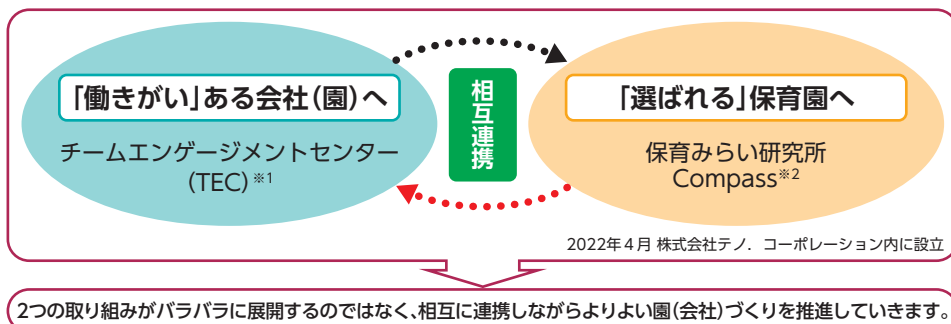 「働きがい」ある会社(園)へ
チームエンゲージメントセンター
(TEC)※1
相互連携
「選ばれる」保育園へ
保育みらい研究所
Compass※2
2022年4月 株式会社テノ．コーポレーション内に設立
2つの取り組みがバラバラに展開するのではなく、相互に連携しながらよりよい園(会社)づくりを推進していきます。